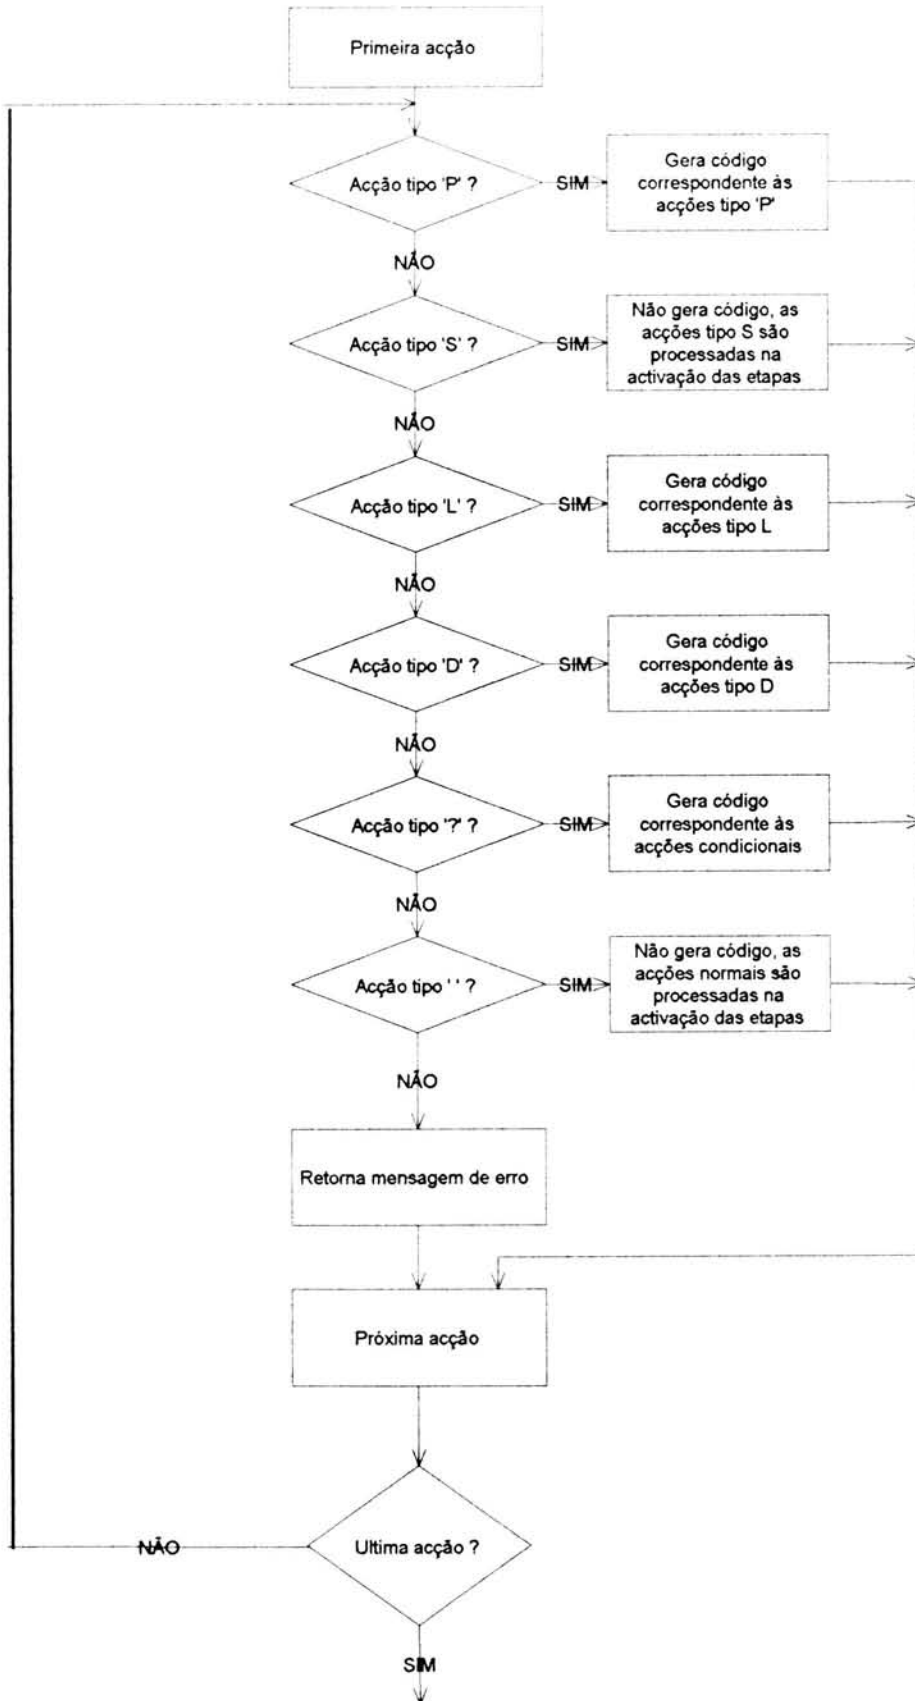 Primeira acção
Acção tipo 'P' ?
SIM
Gera código
correspondente às
acções tipo 'P'
NÃO
Acção tipo 'S' ?
SIM
Não gera código, as
acções tipo S são
processadas na
activação das etapas
NÃO
Acção tipo 'L' ?
SIM
Gera código
correspondente às
acções tipo L
NÃO
Acção tipo 'D' ?
SIM
Gera código
correspondente às
acções tipo D
NÃO
Acção tipo '?' ?
SIM
Gera código
correspondente às
acções condicionais
NÃO
Acção tipo ' ' ?
SIM
Não gera código, as
acções normais são
processadas na
activação das etapas
NÃO
Retorna mensagem de erro
Próxima acção
Ultima acção ?
NÃO
SIM